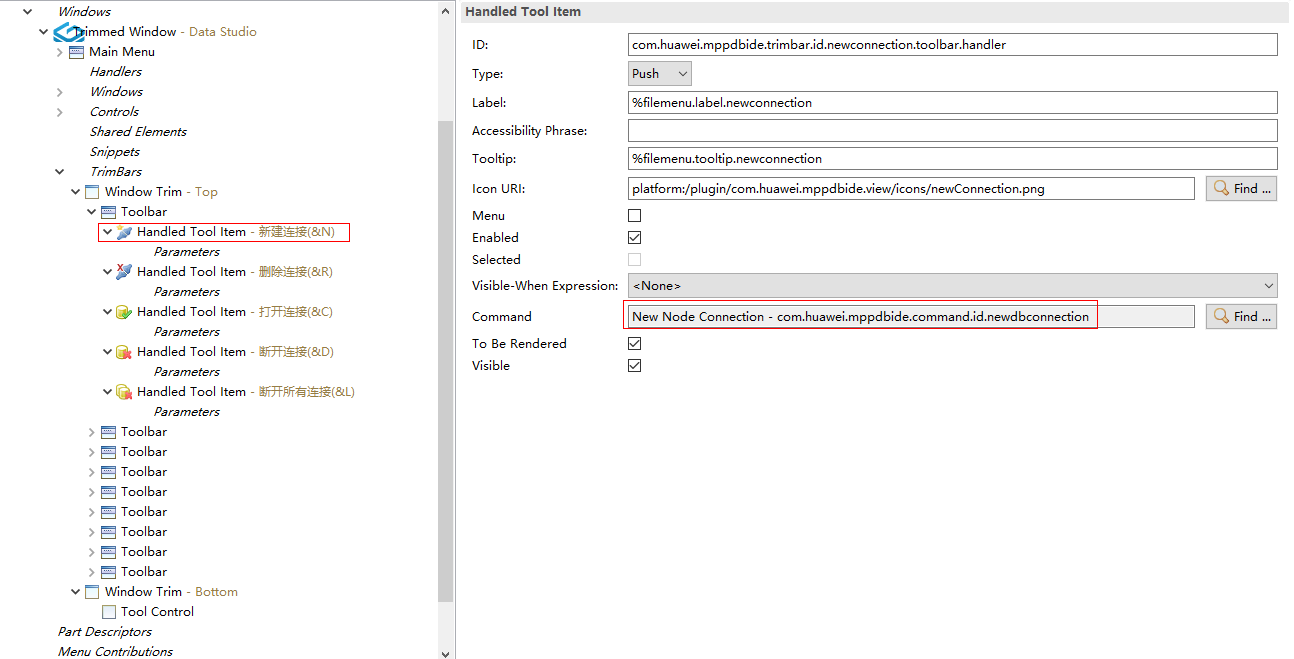 Windows
Trimmed Window - Data Studio
Main Menu
Handlers
Windows
Controls
Shared Elements
Snippets
TrimBars
Window Trim - Top
Toolbar
Handled Tool Item - 新建连接(&N)
Parameters
Handled Tool Item - 删除连接(&R)
Parameters
Handled Tool Item - 打开连接(&C)
Parameters
Handled Tool Item - 断开连接(&D)
Parameters
Handled Tool Item - 断开所有连接(&L)
Parameters
Toolbar
Toolbar
Toolbar
Toolbar
Toolbar
Toolbar
Toolbar
Toolbar
Window Trim - Bottom
Tool Control
Part Descriptors
Menu Contributions
Handled Tool Item
ID: com.huawei.mppdbide.trimbar.id.newconnection.toolbar.handler
Type: Push
Label: %filemenu.label.newconnection
Accessibility Phrase:
Tooltip: %filemenu.tooltip.newconnection
Icon URI: platform:/plugin/com.huawei.mppdbide.view/icons/newConnection.png Find ...
Menu
Enabled
Selected
Visible-When Expression: <None>
Command New Node Connection - com.huawei.mppdbide.command.id.newdbconnection Find ...
To Be Rendered
Visible